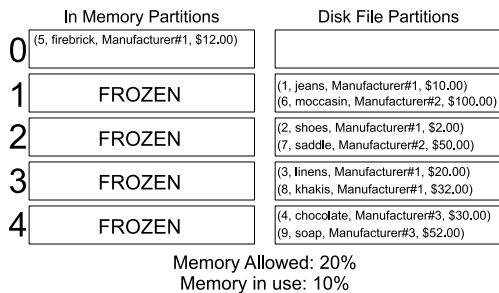 In Memory Partitions Disk File Partitions
0 (5, firebrick, Manufacturer#1, $12.00)
1 FROZEN (1, jeans, Manufacturer#1, $10.00)
(6, moccasin, Manufacturer#2, $100.00)
2 FROZEN (2, shoes, Manufacturer#1, $2.00)
(7, saddle, Manufacturer#2, $50.00)
3 FROZEN (3, linens, Manufacturer#1, $20.00)
(8, khakis, Manufacturer#1, $32.00)
4 FROZEN (4, chocolate, Manufacturer#3, $30.00)
(9, soap, Manufacturer#3, $52.00)
Memory Allowed: 20%
Memory in use: 10%